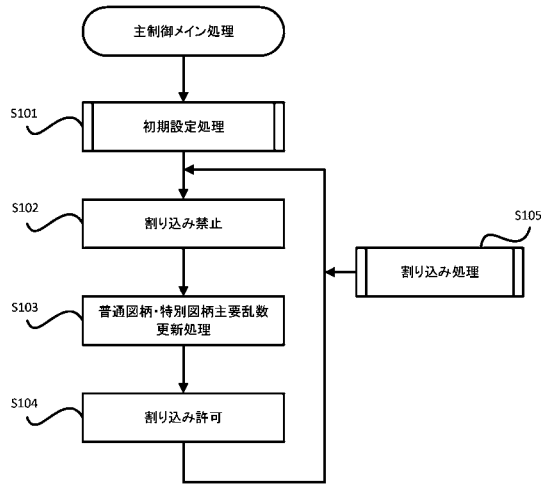 主制御メイン処理
S101
初期設定処理
S102
割り込み禁止
S105
割り込み処理
S103
普通図柄・特別図柄主要乱数
更新処理
S104
割り込み許可